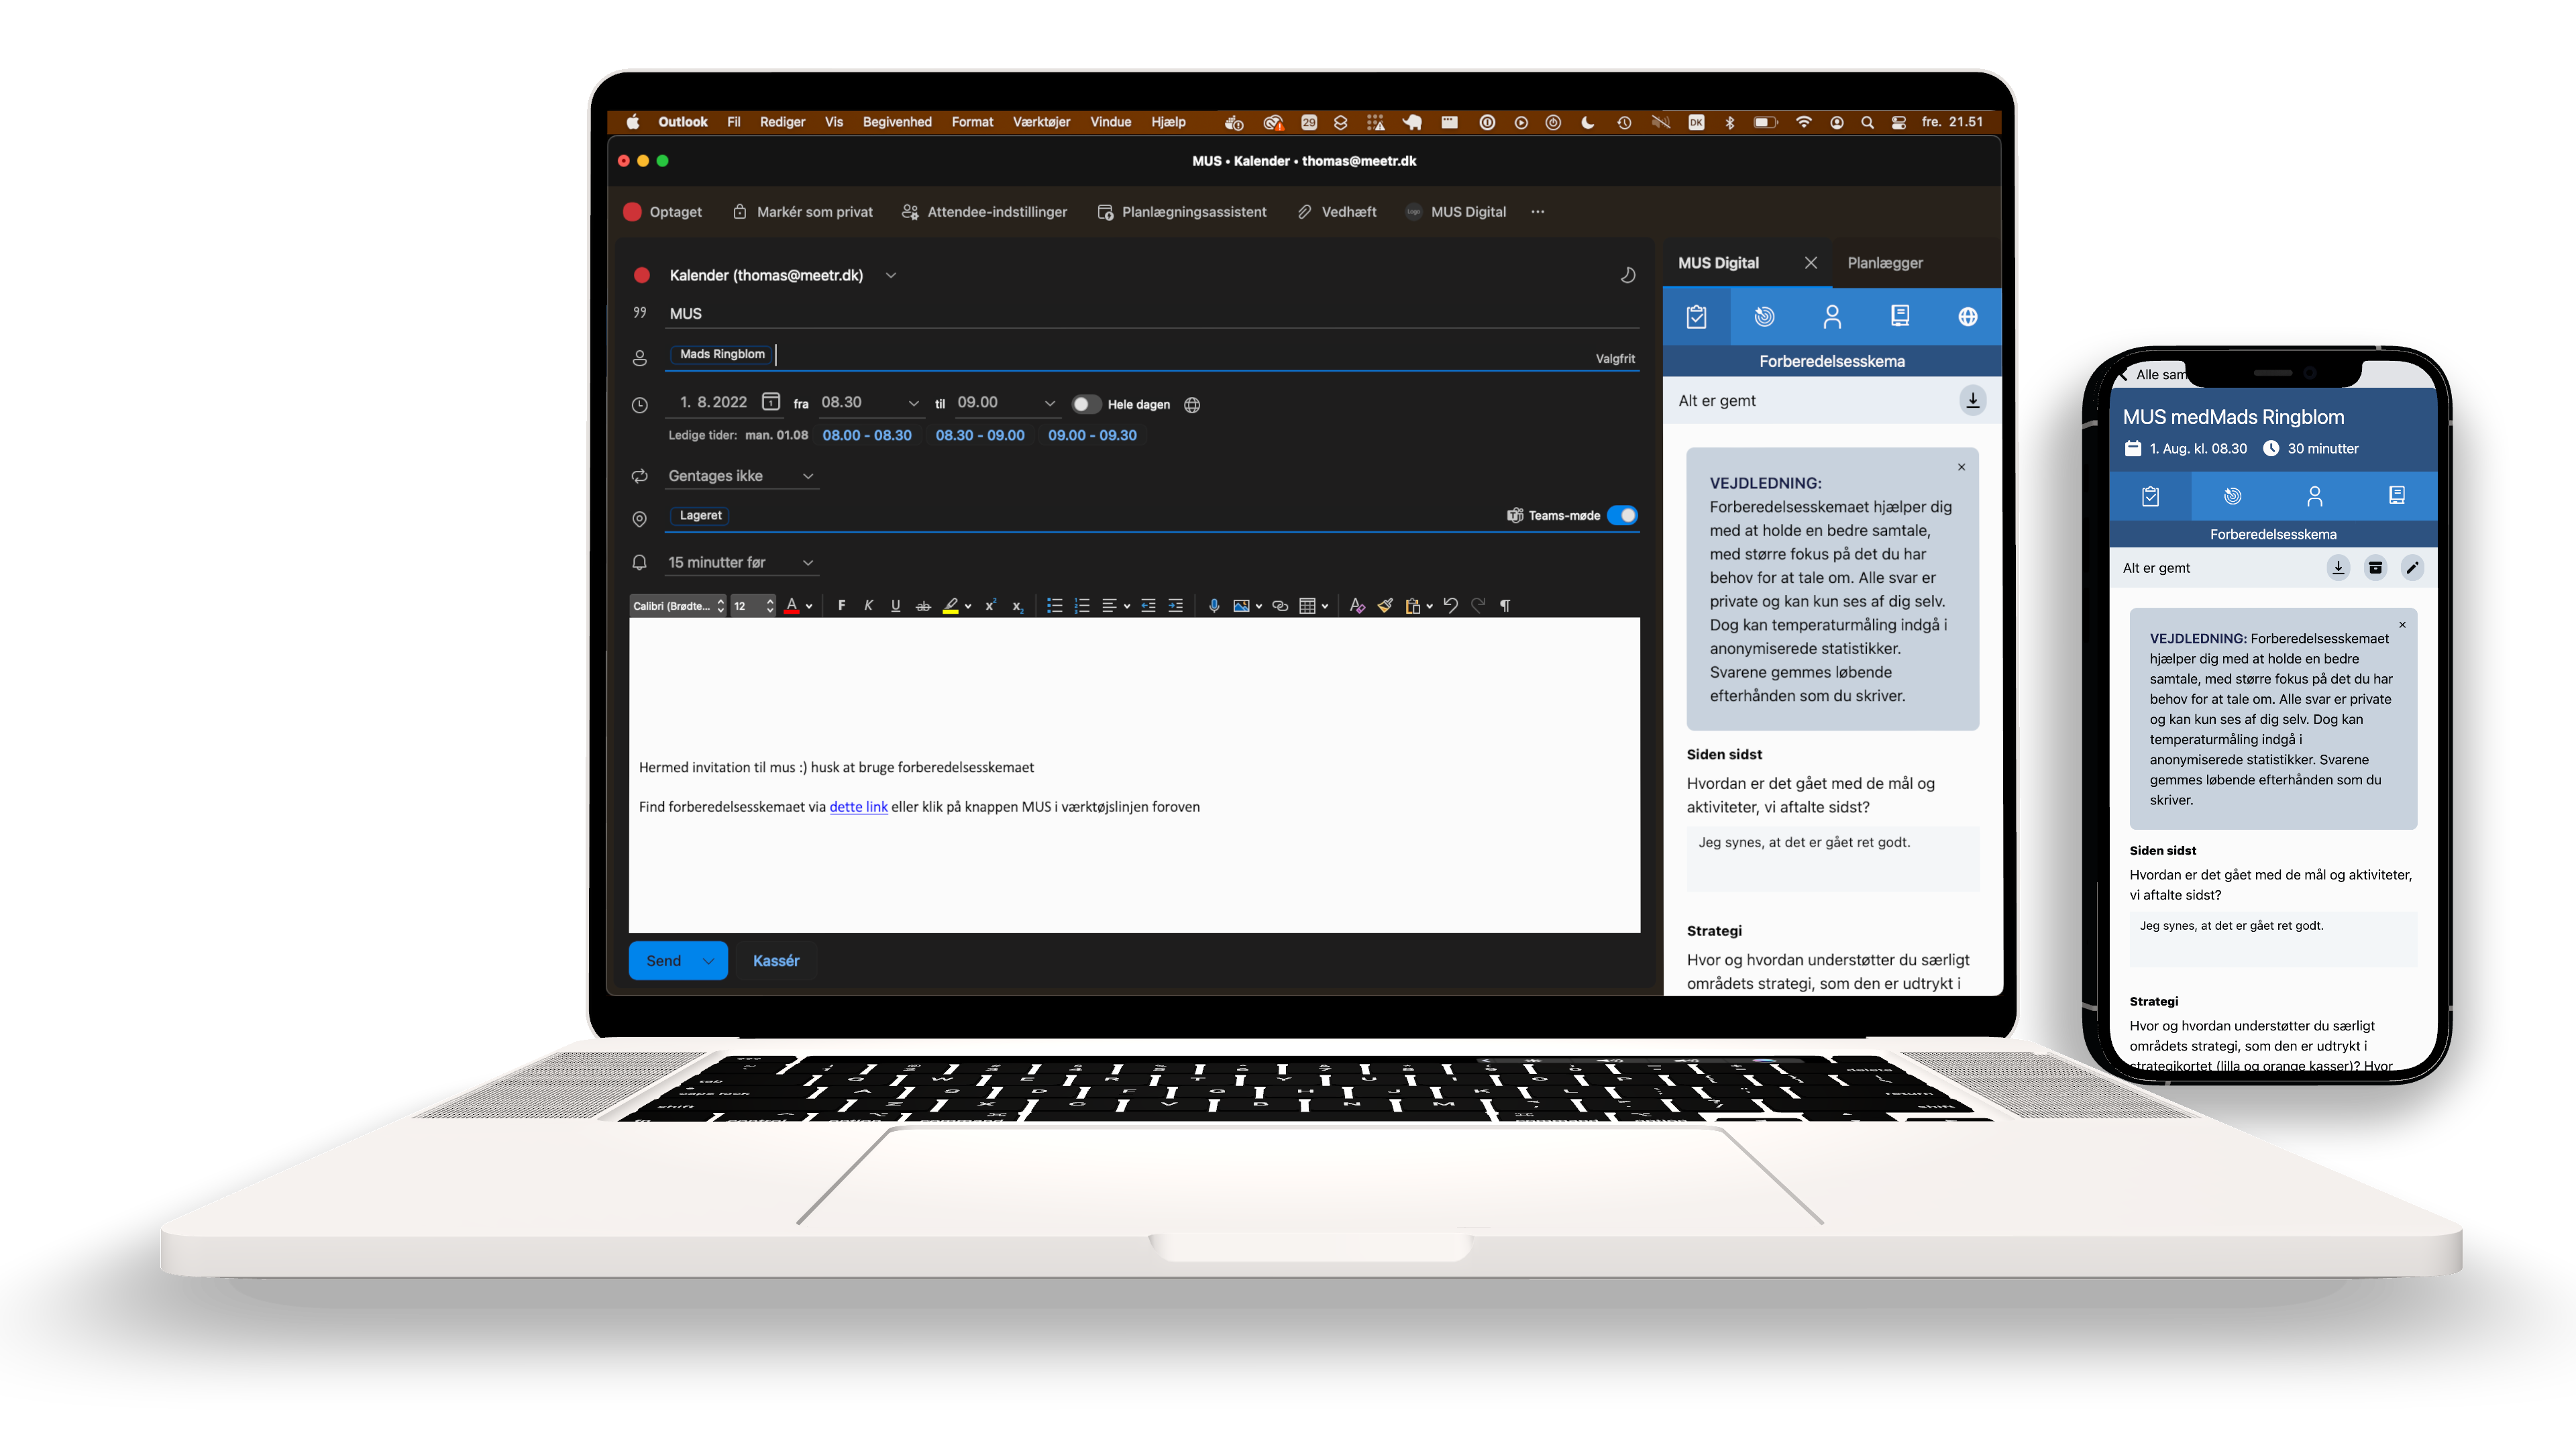 Outlook Fil Rediger Vis Begivenhed Format Værktøjer Vindue Hjælp 29 DK fre. 21.51
MUS • Kalender • thomas@meetr.dk
Optaget Markér som privat Attendee-indstillinger Planlægningsassistent Vedhæft MUS Digital ...
Kalender (thomas@meetr.dk)
MUS
Mads Ringblom Valgfrit
1. 8.2022 fra 08.30 til 09.00 Hele dagen
Ledige tider: man. 01.08 08.00 - 08.30 08.30 - 09.00 09.00 - 09.30
Gentages ikke
Lageret Teams-møde
15 minutter før
Calibri (Brødte... 12 A F K U ab x² x₂ ¶
Hermed invitation til mus :) husk at bruge forberedelsesskemaet
Find forberedelsesskemaet via dette link eller klik på knappen MUS i værktøjslinjen foroven
Send Kassér
MUS Digital Planlægger
Forberedelsesskema
Alt er gemt
VEJDLEDNING:
Forberedelsesskemaet hjælper dig
med at holde en bedre samtale,
med større fokus på det du har
behov for at tale om. Alle svar er
private og kan kun ses af dig selv.
Dog kan temperaturmåling indgå i
anonymiserede statistikker.
Svarene gemmes løbende
efterhånden som du skriver.
Siden sidst
Hvordan er det gået med de mål og
aktiviteter, vi aftalte sidst?
Jeg synes, at det er gået ret godt.
Strategi
Hvor og hvordan understøtter du særligt
områdets strategi, som den er udtrykt i
Alle sam
MUS medMads Ringblom
1. Aug. kl. 08.30 30 minutter
Forberedelsesskema
Alt er gemt
VEJDLEDNING: Forberedelsesskemaet
hjælper dig med at holde en bedre
samtale, med større fokus på det du har
behov for at tale om. Alle svar er private
og kan kun ses af dig selv. Dog kan
temperaturmåling indgå i
anonymiserede statistikker. Svarene
gemmes løbende efterhånden som du
skriver.
Siden sidst
Hvordan er det gået med de mål og aktiviteter,
vi aftalte sidst?
Jeg synes, at det er gået ret godt.
Strategi
Hvor og hvordan understøtter du særligt
områdets strategi, som den er udtrykt i
strategikortet (lilla og orange kasser)? Hvor